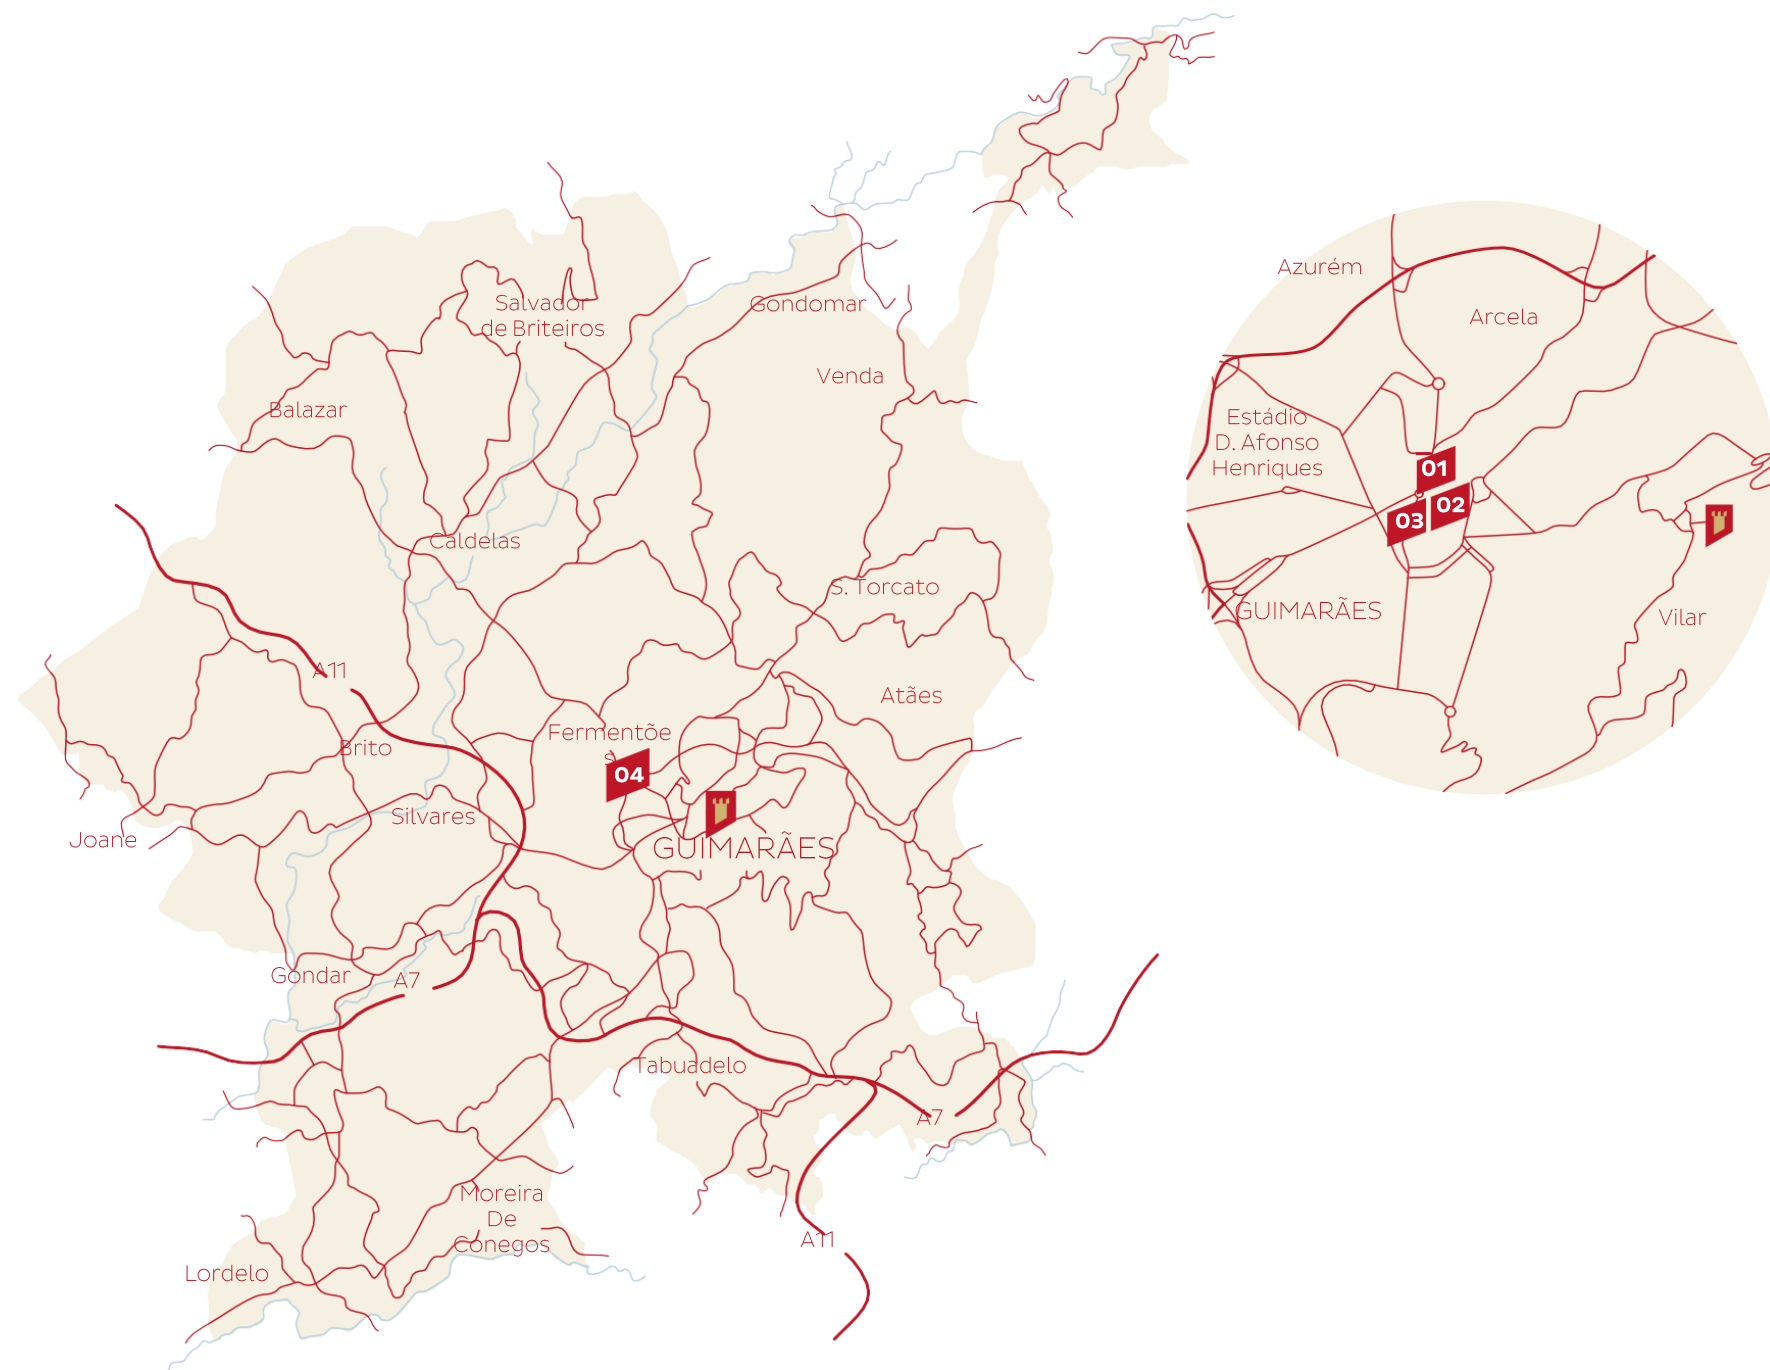 Salvador
de Briteiros
Gondomar
Venda
Balazar
Caldelas
S. Torcato
A11
Atães
Brito
Fermentõe
s
04
Silvares
Joane
GUIMARÃES
Gondar
A7
Tabuadelo
A7
Moreira
De
Conegos
A11
Lordelo
Azurém
Arcela
Estádio
D. Afonso
Henriques
01
02
03
GUIMARÃES
Vilar